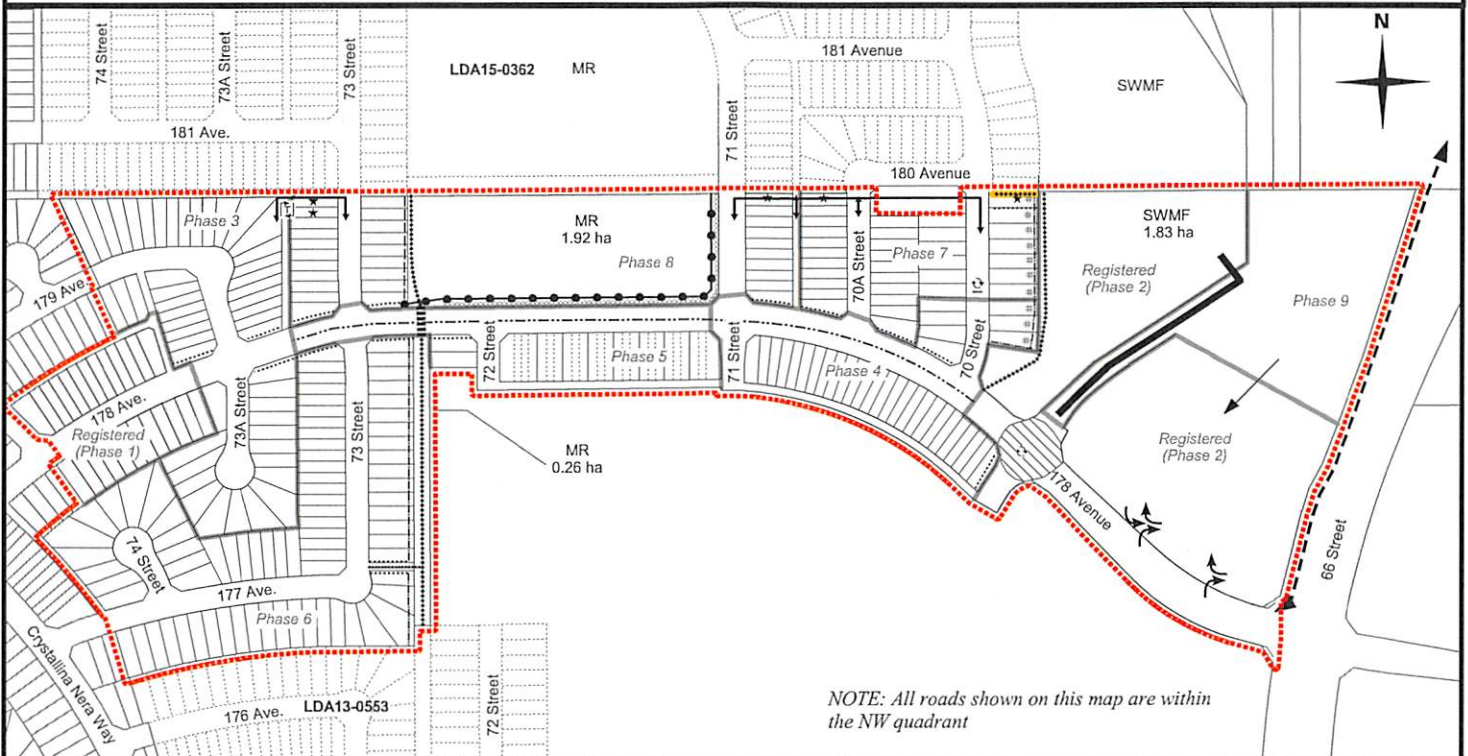 N
74 Street
73A Street
73 Street
LDA15-0362 MR
181 Avenue
SWMF
181 Ave.
71 Street
180 Avenue
Phase 3
MR
1.92 ha
Phase 8
70A Street
Phase 7
SWMF
1.83 ha
Registered
(Phase 2)
Phase 9
179 Ave.
72 Street
Phase 5
71 Street
Phase 4
70 Street
178 Ave.
Registered
(Phase 1)
73A Street
73 Street
MR
0.26 ha
Registered
(Phase 2)
178 Avenue
66 Street
74 Street
177 Ave.
Phase 6
Crystallina Nera Way
176 Ave.
LDA13-0553
72 Street
NOTE: All roads shown on this map are within
the NW quadrant